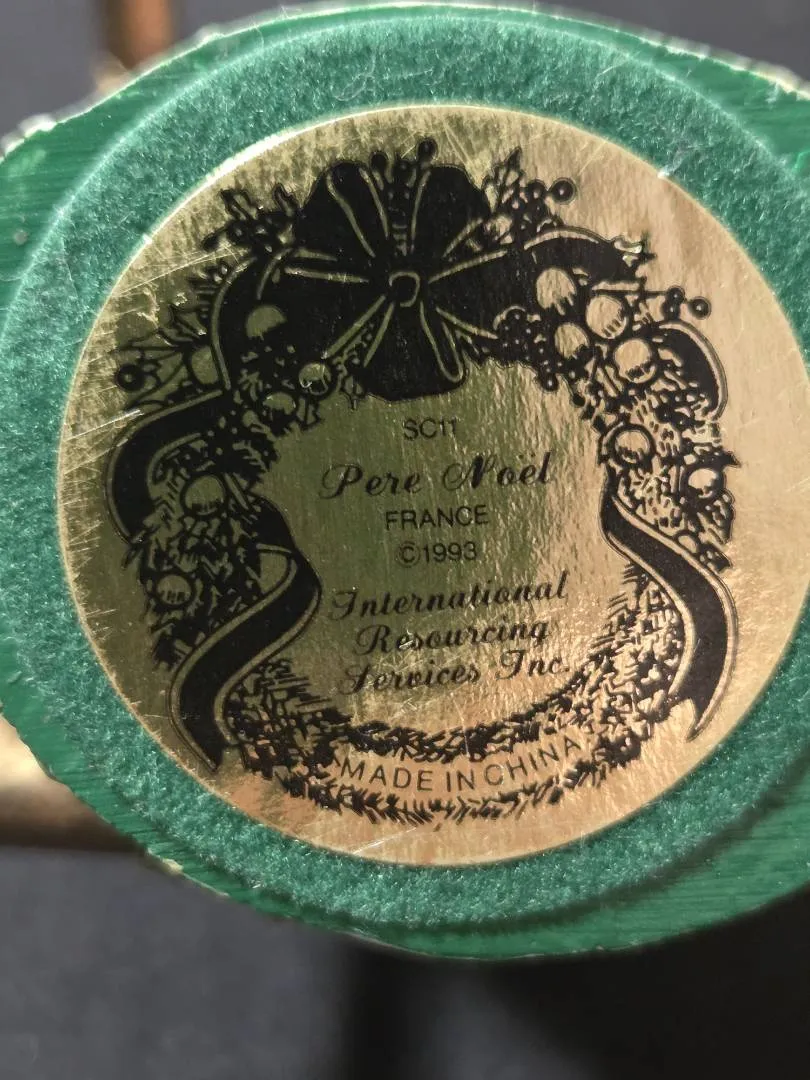 SC11
Pere Noël
FRANCE
©1993
International
Resourcing
Services Inc.
MADE IN CHINA